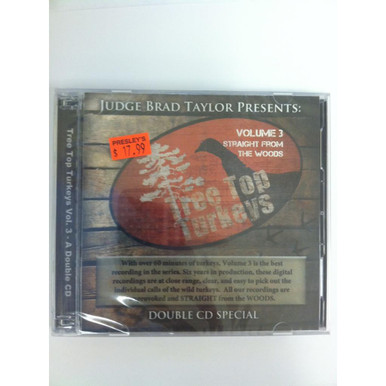 JUDGE BRAD TAYLOR PRESENTS:
PRESLEY'S
$ 17.99
VOLUME 3
STRAIGHT FROM
THE WOODS
Tree Top
Turkeys
With over 60 minutes of turkeys, Volume 3 is the best
recording in the series. Six years in production, these digital
recordings are at close range, clear, and easy to pick out the
individual calls of the wild turkey. All our recordings are
unprovoked and STRAIGHT from the WOODS.
DOUBLE CD SPECIAL
Tree Top Turkeys Vol. 3 - A Double CD